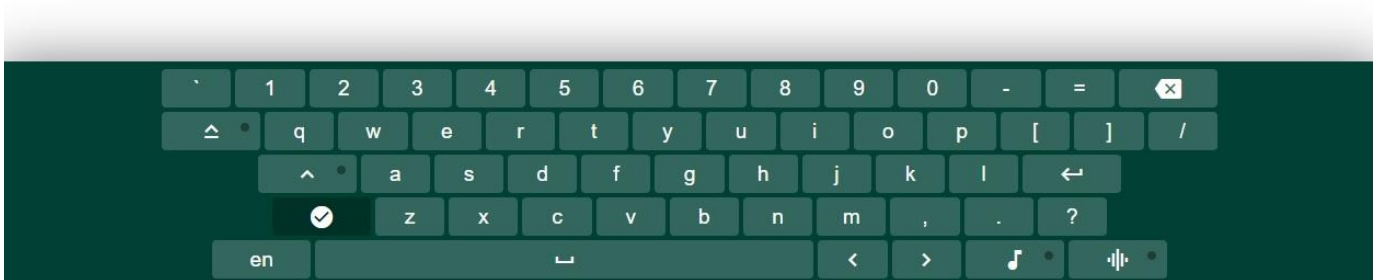 ` 1 2 3 4 5 6 7 8 9 0 - =
q w e r t y u i o p [ ] /
a s d f g h j k l
z x c v b n m , . ?
en < >